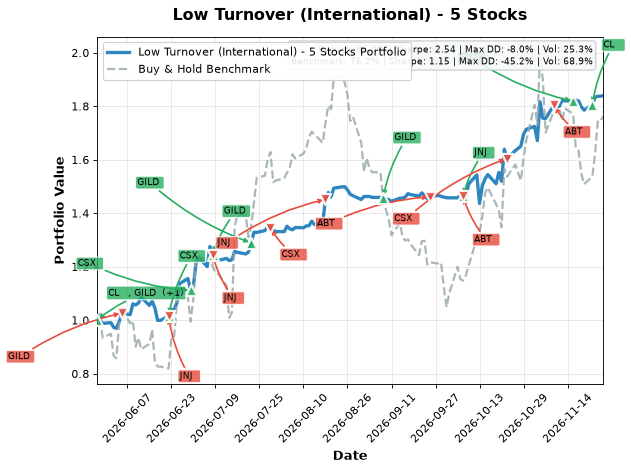 Low Turnover (International) - 5 Stocks
Low Turnover (International) - 5 Stocks Portfolio
Buy & Hold Benchmark
rpe: 2.54 | Max DD: -8.0% | Vol: 25.3%
Benchmark: 76.2% | Sharpe: 1.15 | Max DD: -45.2% | Vol: 68.9%
CL
2.0
1.8
1.6
1.4
1.2
1.0
0.8
Portfolio Value
ABT
GILD
JNJ
GILD
GILD
ABT
CSX
JNJ
ABT
CSX
CSX
CSX
CL , GILD (+1)
JNJ
GILD
JNJ
2026-06-07
2026-06-23
2026-07-09
2026-07-25
2026-08-10
2026-08-26
2026-09-11
2026-09-27
2026-10-13
2026-10-29
2026-11-14
Date